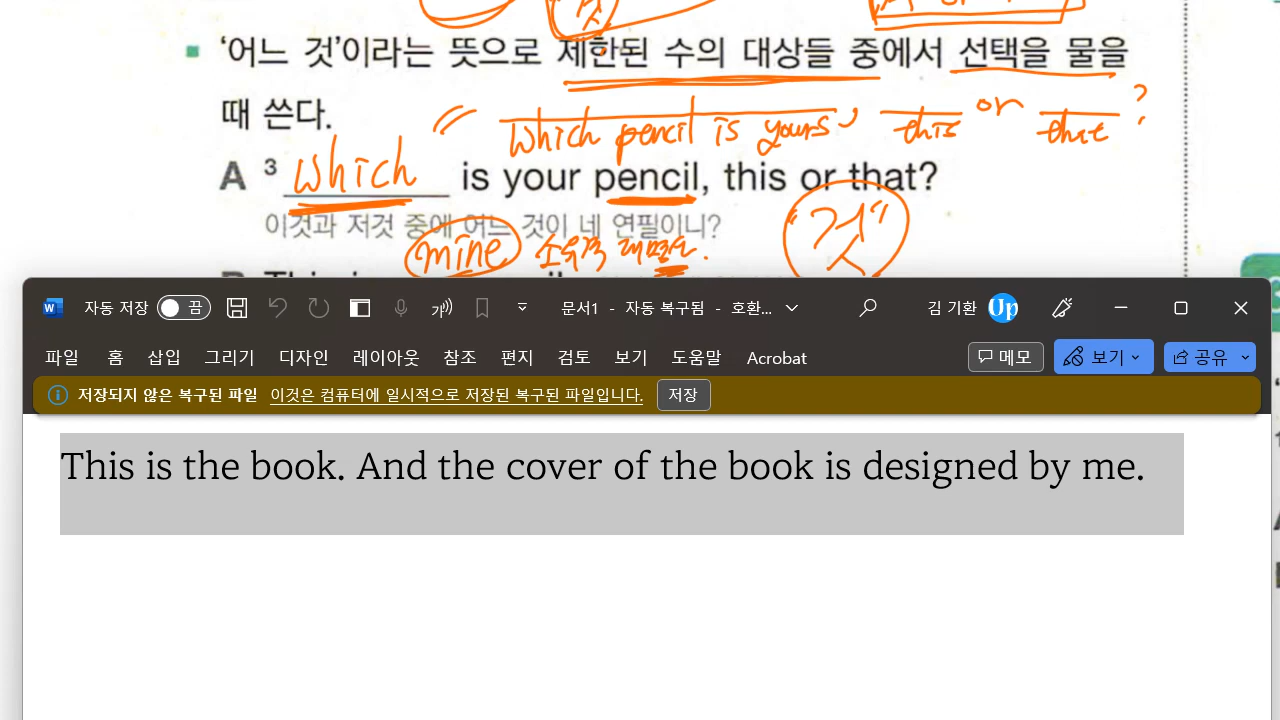 ‘어느 것’이라는 뜻으로 제한된 수의 대상들 중에서 선택을 물을
때 쓴다.
“ Which pencil is yours, this or that?
A 3 Which is your pencil, this or that?
이것과 저것 중에 어느 것이 네 연필이니?
mine 소유격 대명사. “것”
자동 저장 끔 가 문서1 - 자동 복구됨 - 호환... 김 기환 Up
파일 홈 삽입 그리기 디자인 레이아웃 참조 편지 검토 보기 도움말 Acrobat 메모 보기 공유
저장되지 않은 복구된 파일 이것은 컴퓨터에 일시적으로 저장된 복구된 파일입니다. 저장
This is the book. And the cover of the book is designed by me.